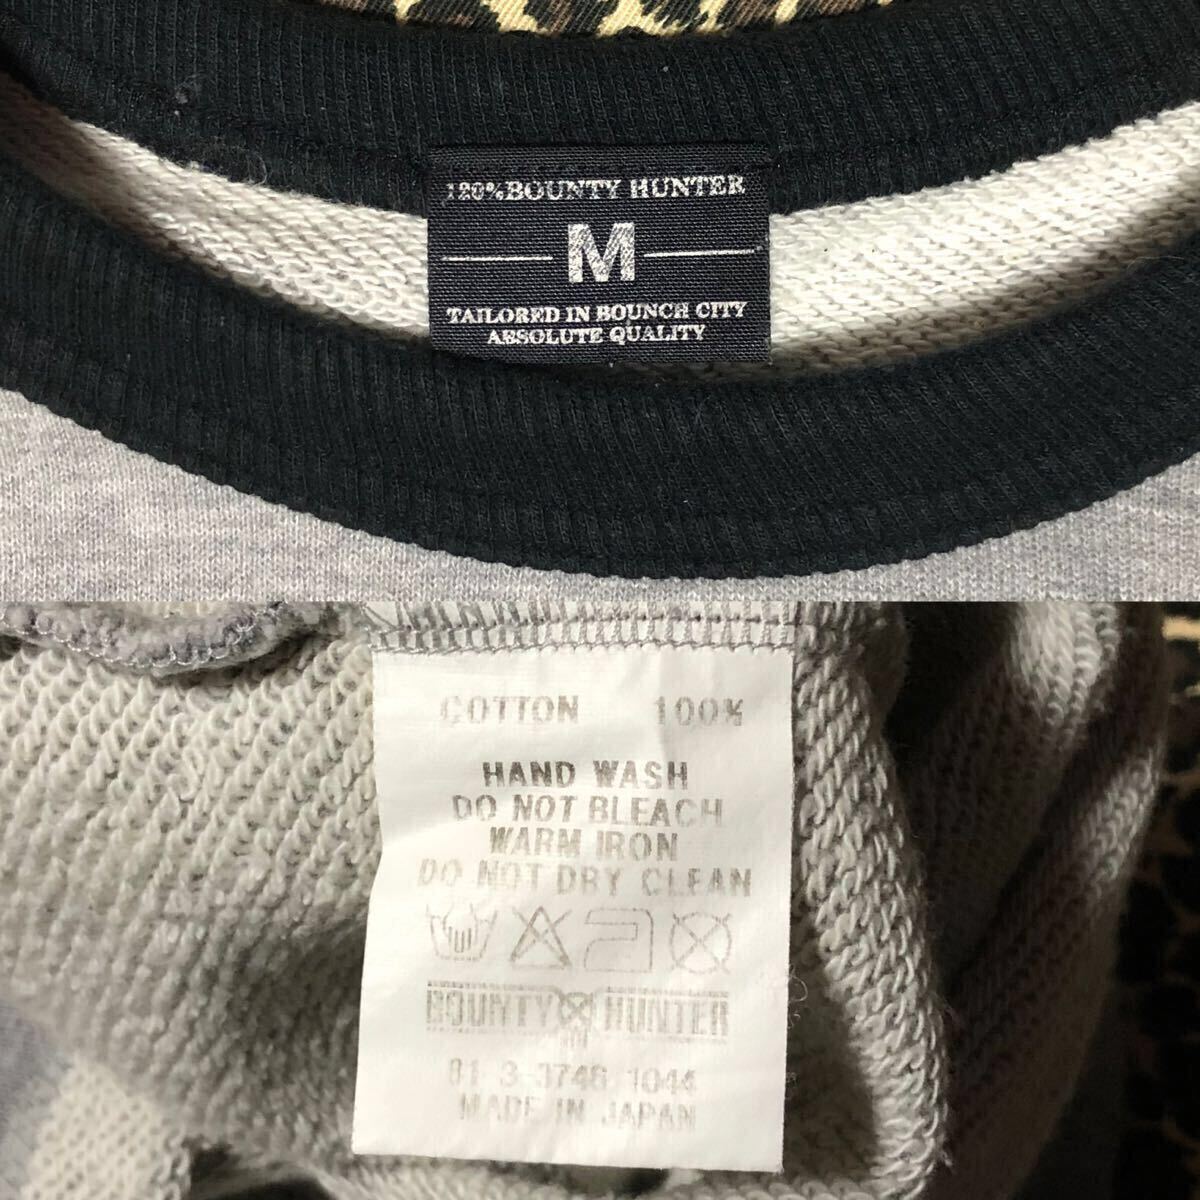 120%BOUNTY HUNTER
M
TAILORED IN BOUNCH CITY
ABSOLUTE QUALITY
COTTON 100%
HAND WASH
DO NOT BLEACH
WARM IRON
DO NOT DRY CLEAN
BOUNTY HUNTER
81 3-3746 1044
MADE IN JAPAN